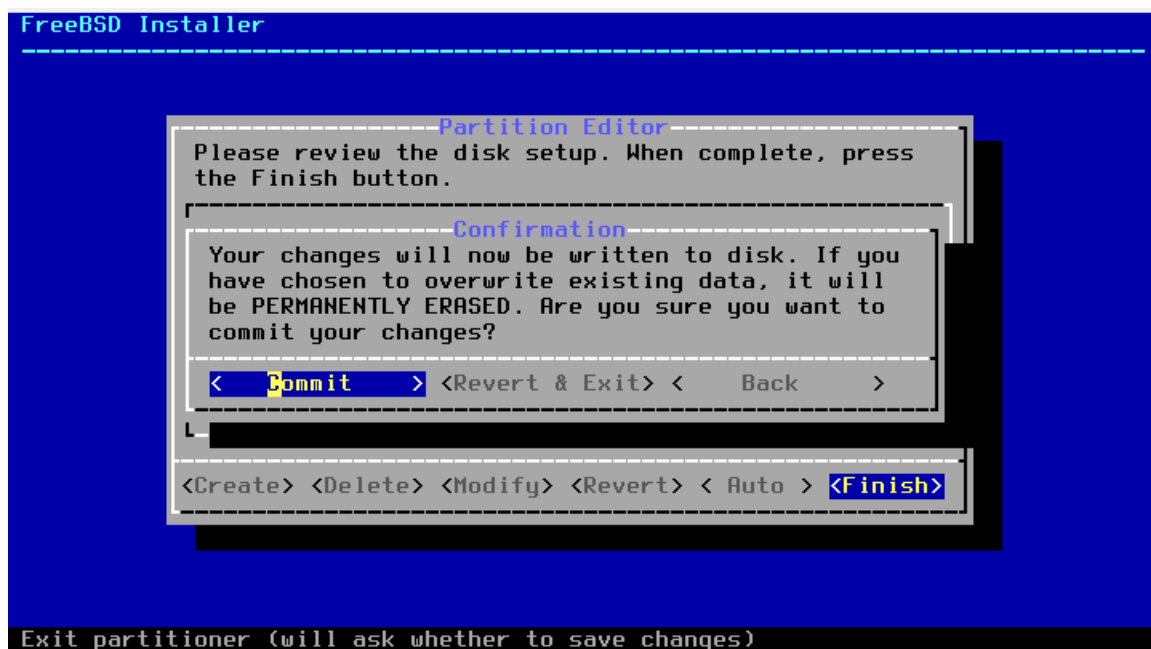 FreeBSD Installer
Partition Editor
Please review the disk setup. When complete, press
the Finish button.
Confirmation
Your changes will now be written to disk. If you
have chosen to overwrite existing data, it will
be PERMANENTLY ERASED. Are you sure you want to
commit your changes?
< Commit > <Revert & Exit> < Back >
<Create> <Delete> <Modify> <Revert> < Auto > <Finish>
Exit partitioner (will ask whether to save changes)